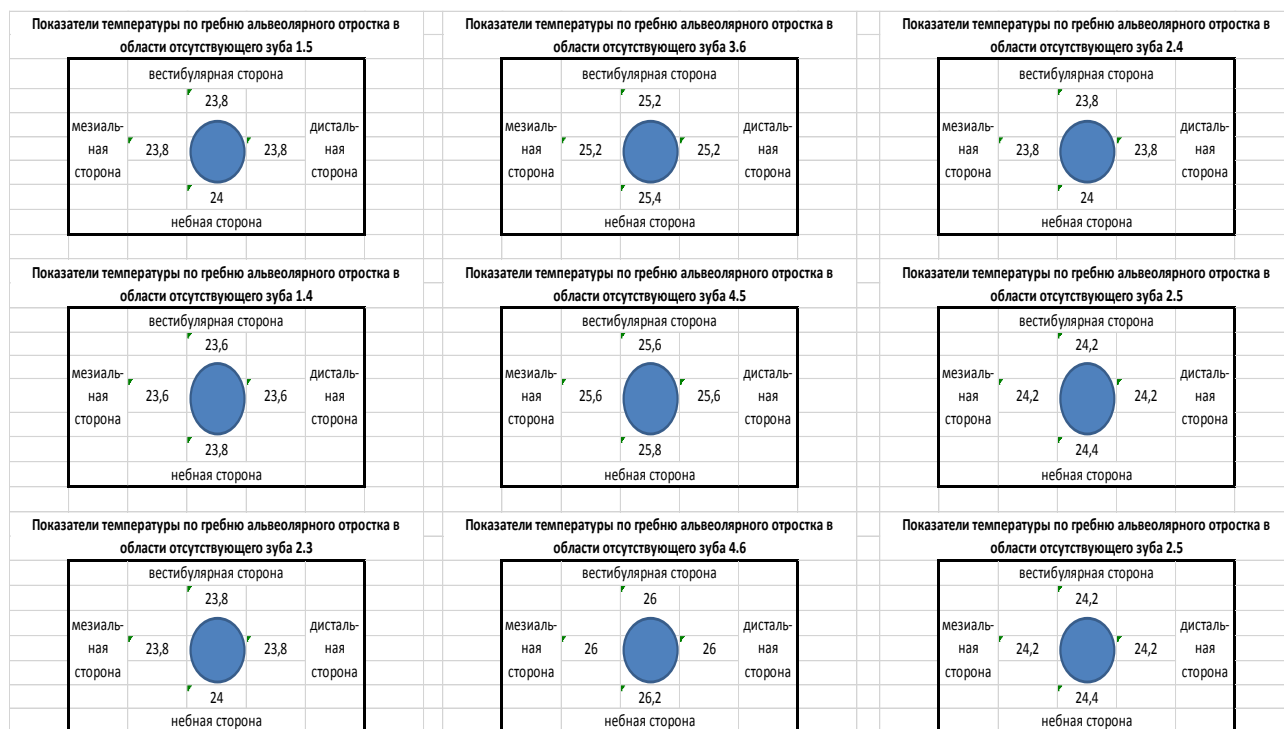 Показатели температуры по гребню альвеолярного отростка в
области отсутствующего зуба 1.5
вестибулярная сторона
23,8
мезиаль-
ная
сторона
23,8
23,8
дисталь-
ная
сторона
24
небная сторона
Показатели температуры по гребню альвеолярного отростка в
области отсутствующего зуба 3.6
вестибулярная сторона
25,2
мезиаль-
ная
сторона
25,2
25,2
дисталь-
ная
сторона
25,4
небная сторона
Показатели температуры по гребню альвеолярного отростка в
области отсутствующего зуба 2.4
вестибулярная сторона
23,8
мезиаль-
ная
сторона
23,8
23,8
дисталь-
ная
сторона
24
небная сторона
Показатели температуры по гребню альвеолярного отростка в
области отсутствующего зуба 1.4
вестибулярная сторона
23,6
мезиаль-
ная
сторона
23,6
23,6
дисталь-
ная
сторона
23,8
небная сторона
Показатели температуры по гребню альвеолярного отростка в
области отсутствующего зуба 4.5
вестибулярная сторона
25,6
мезиаль-
ная
сторона
25,6
25,6
дисталь-
ная
сторона
25,8
небная сторона
Показатели температуры по гребню альвеолярного отростка в
области отсутствующего зуба 2.5
вестибулярная сторона
24,2
мезиаль-
ная
сторона
24,2
24,2
дисталь-
ная
сторона
24,4
небная сторона
Показатели температуры по гребню альвеолярного отростка в
области отсутствующего зуба 2.3
вестибулярная сторона
23,8
мезиаль-
ная
сторона
23,8
23,8
дисталь-
ная
сторона
24
небная сторона
Показатели температуры по гребню альвеолярного отростка в
области отсутствующего зуба 4.6
вестибулярная сторона
26
мезиаль-
ная
сторона
26
26
дисталь-
ная
сторона
26,2
небная сторона
Показатели температуры по гребню альвеолярного отростка в
области отсутствующего зуба 2.5
вестибулярная сторона
24,2
мезиаль-
ная
сторона
24,2
24,2
дисталь-
ная
сторона
24,4
небная сторона